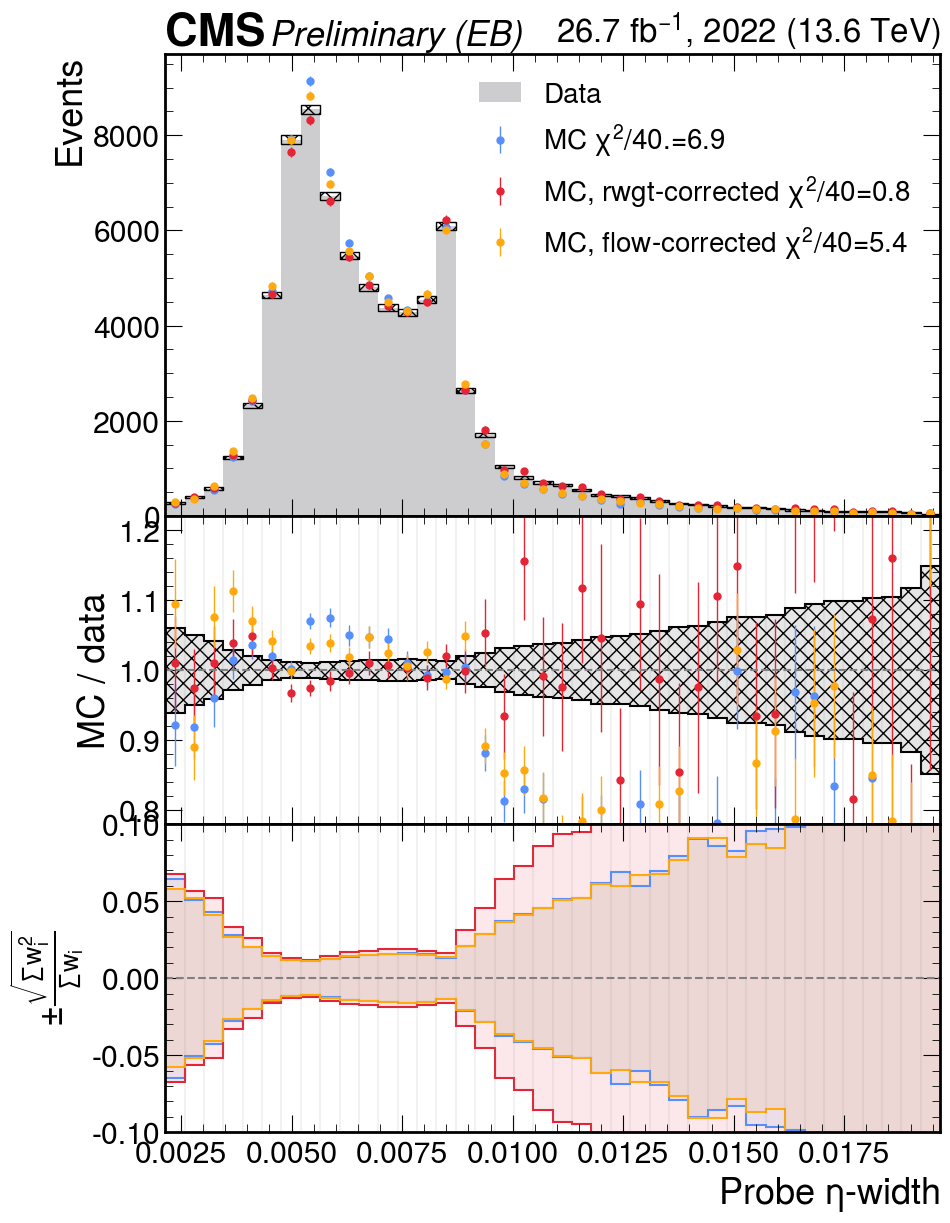 CMS Preliminary (EB) 26.7 fb⁻¹, 2022 (13.6 TeV)
Events
Data
MC χ²/40.=6.9
MC, rwgt-corrected χ²/40=0.8
MC, flow-corrected χ²/40=5.4
8000
6000
4000
2000
0
MC / data
1.2
1.1
1.0
0.9
0.8
±√Σwᵢ²/Σwᵢ
0.10
0.05
0.00
-0.05
-0.10
0.0025 0.0050 0.0075 0.0100 0.0125 0.0150 0.0175
Probe η-width